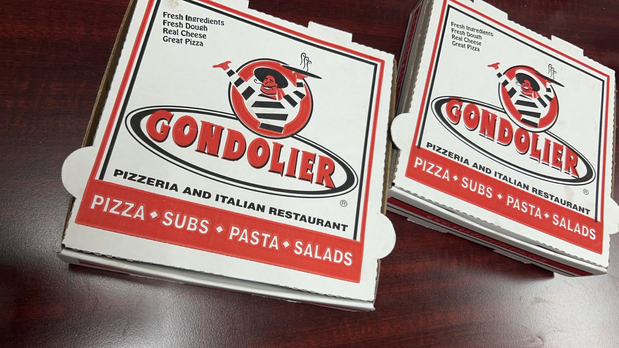 Fresh Ingredients
Fresh Dough
Real Cheese
Great Pizza
GONDOLIER
®
PIZZERIA AND ITALIAN RESTAURANT
PIZZA • SUBS • PASTA • SALADS
Fresh Ingredients
Fresh Dough
Real Cheese
Great Pizza
GONDOLIER
®
PIZZERIA AND ITALIAN RESTAURANT
PIZZA • SUBS • PASTA • SALADS